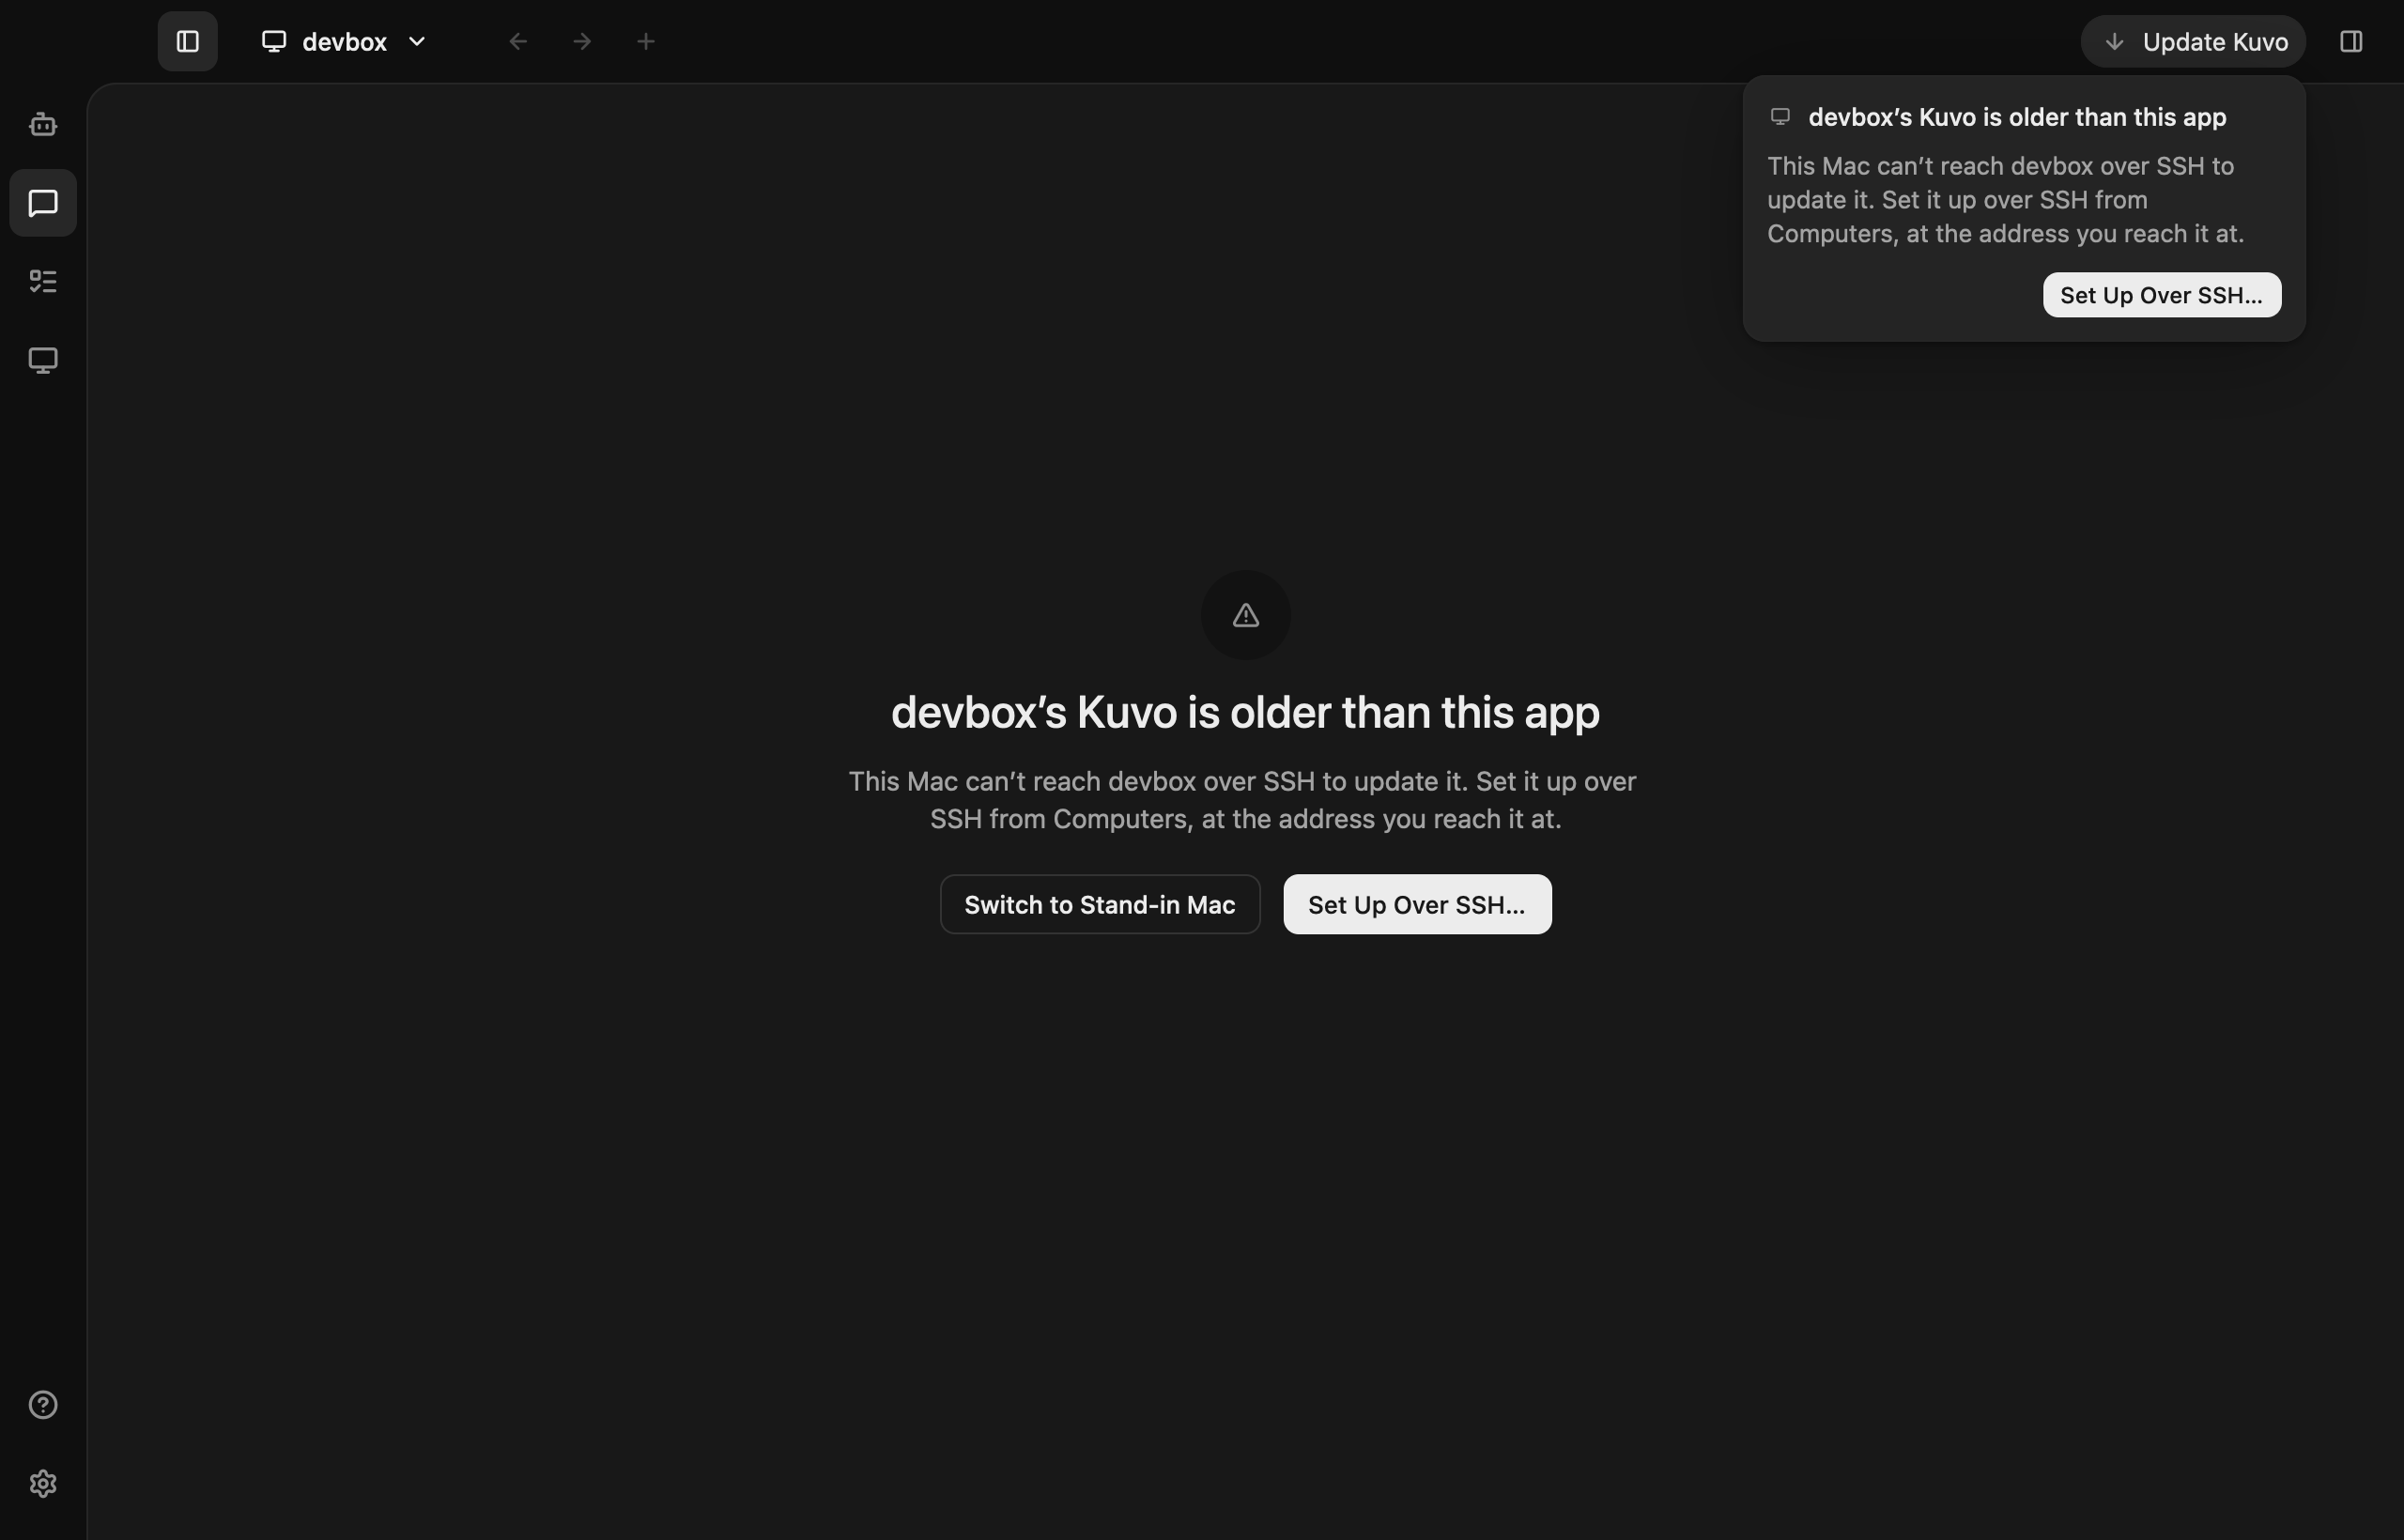 devbox
Update Kuvo
devbox’s Kuvo is older than this app
This Mac can’t reach devbox over SSH to
update it. Set it up over SSH from
Computers, at the address you reach it at.
Set Up Over SSH...
devbox’s Kuvo is older than this app
This Mac can’t reach devbox over SSH to update it. Set it up over
SSH from Computers, at the address you reach it at.
Switch to Stand-in Mac
Set Up Over SSH...